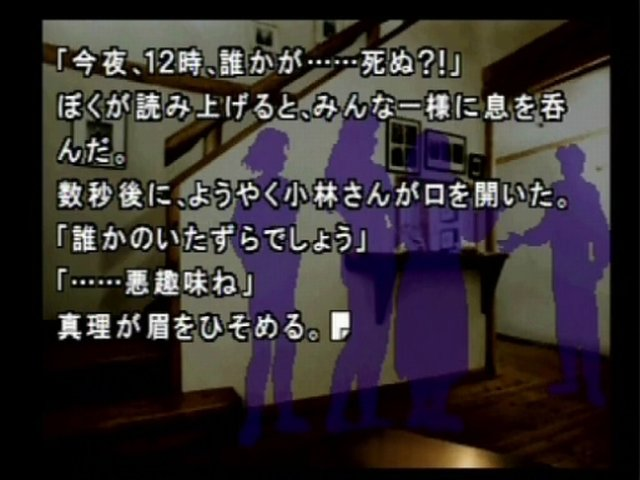 「今夜、12時、誰かが……死ぬ?!」
ぼくが読み上げると、みんな一様に息を呑
んだ。
数秒後に、ようやく小林さんが口を開いた。
「誰かのいたずらでしょう」
「……悪趣味ね」
真理が眉をひそめる。